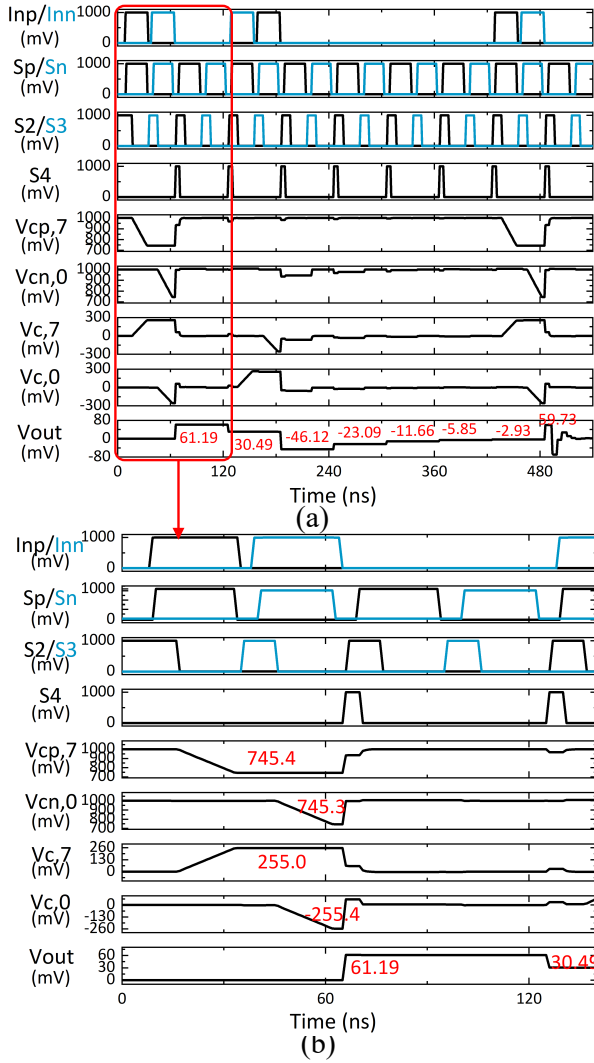 Inp/Inn
(mV)
1000
0
Sp/Sn
(mV)
1000
0
S2/S3
(mV)
1000
0
S4
(mV)
1000
0
Vcp,7
(mV)
1000
900
800
700
Vcn,0
(mV)
1000
900
800
700
Vc,7
(mV)
300
0
-300
Vc,0
(mV)
300
0
-300
Vout
(mV)
80
0
-80
61.19
30.49
-46.12
-23.09
-11.66
-5.85
-2.93
59.73
0
120
240
360
480
Time (ns)
(a)
Inp/Inn
(mV)
1000
0
Sp/Sn
(mV)
1000
0
S2/S3
(mV)
1000
0
S4
(mV)
1000
0
Vcp,7
(mV)
1000
900
800
700
745.4
Vcn,0
(mV)
1000
900
800
700
745.3
Vc,7
(mV)
260
130
0
255.0
Vc,0
(mV)
0
-130
-260
-255.4
Vout
(mV)
60
30
0
61.19
0
60
120
Time (ns)
(b)